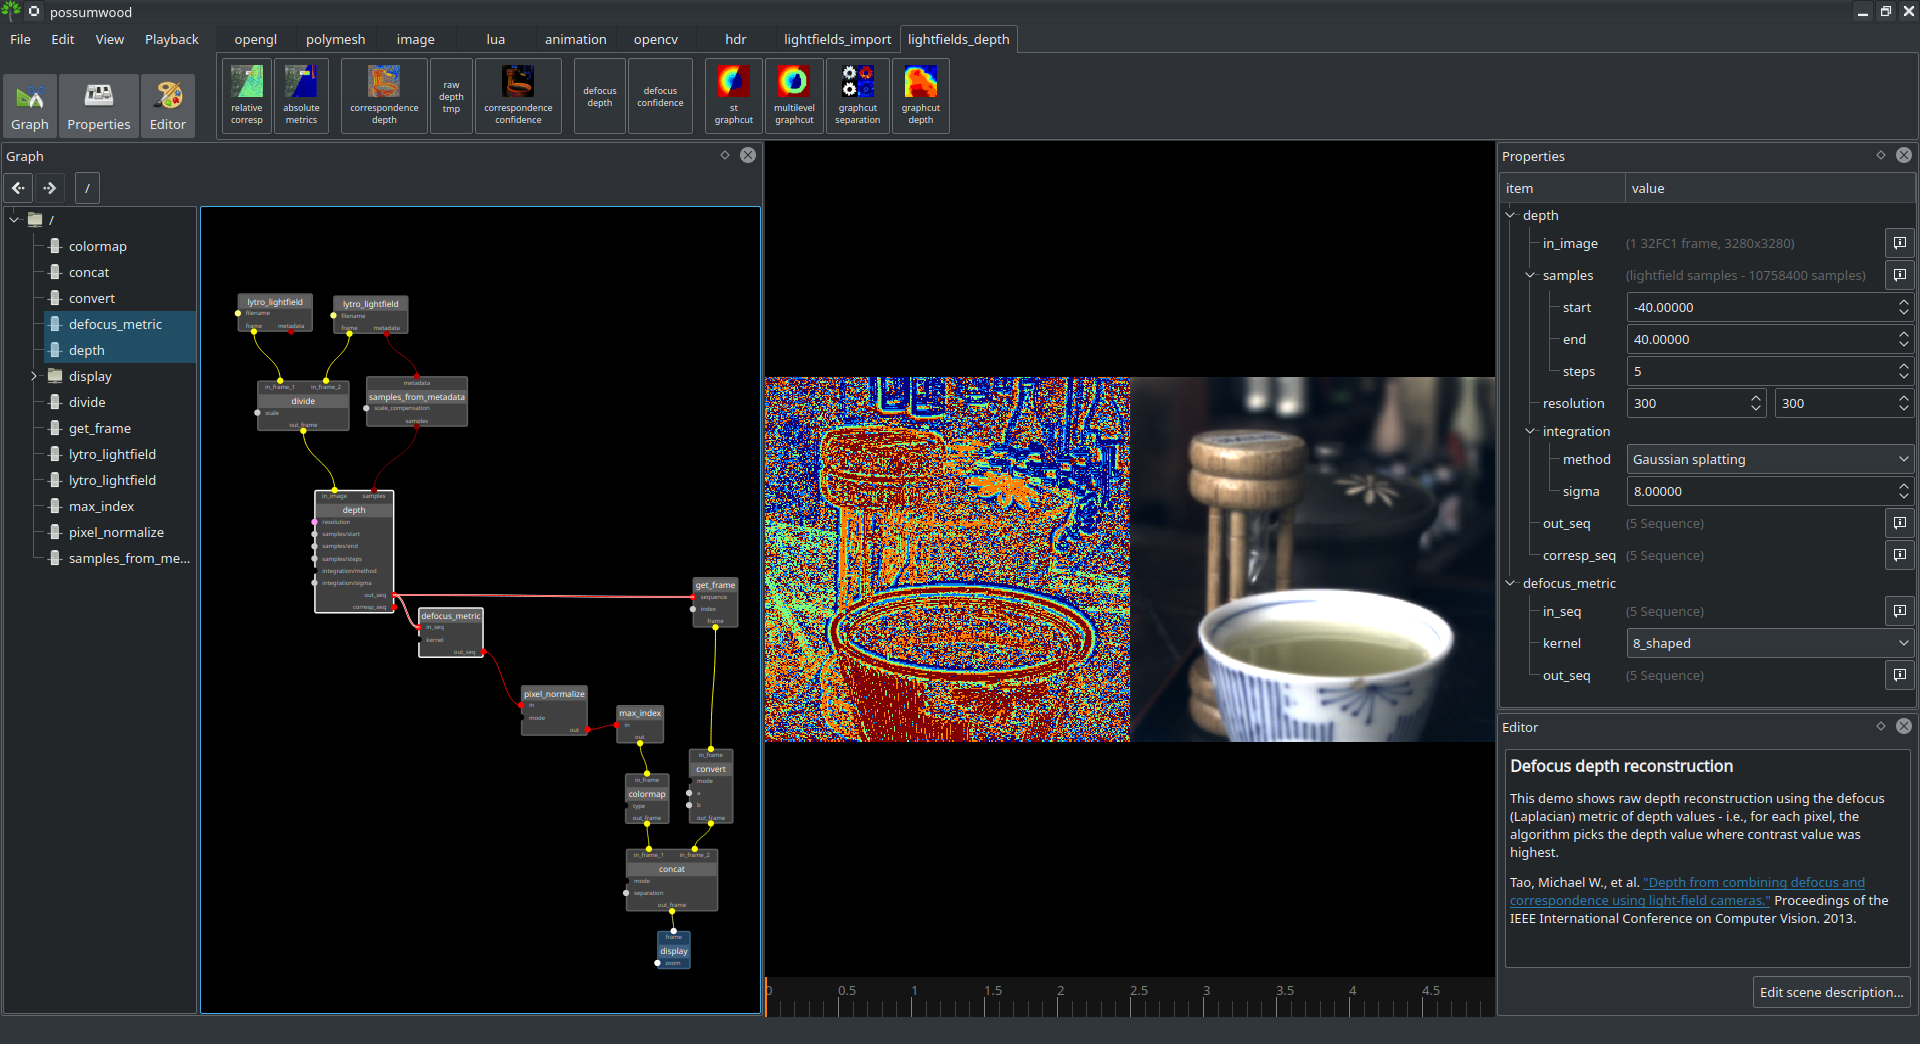 possumwood
File Edit View Playback
opengl polymesh image lua animation opencv hdr lightfields_import lightfields_depth
Graph Properties Editor
relative corresp
absolute metrics
correspondence depth
raw depth tmp
correspondence confidence
defocus depth
defocus confidence
st graphcut
multilevel graphcut
graphcut separation
graphcut depth
Graph
/
/
colormap
concat
convert
defocus_metric
depth
display
divide
get_frame
lytro_lightfield
lytro_lightfield
max_index
pixel_normalize
samples_from_me...
lytro_lightfield
filename
frame metadata
lytro_lightfield
filename
frame metadata
in_frame_1 in_frame_2
divide
scale
out_frame
metadata
samples_from_metadata
scale_compensation
samples
in_image samples
depth
resolution
samples/start
samples/end
samples/steps
integration/method
integration/sigma
out_seq
corresp_seq
defocus_metric
in_seq
kernel
out_seq
get_frame
sequence
index
frame
pixel_normalize
in
mode
out
max_index
in
out
in_frame
colormap
type
out_frame
in_frame
convert
mode
a
b
out_frame
in_frame_1 in_frame_2
concat
mode
separation
out_frame
frame
display
zoom
0 0.5 1 1.5 2 2.5 3 3.5 4 4.5
Properties
item value
depth
in_image (1 32FC1 frame, 3280x3280)
samples (lightfield samples - 10758400 samples)
start -40.00000
end 40.00000
steps 5
resolution 300 300
integration
method Gaussian splatting
sigma 8.00000
out_seq (5 Sequence)
corresp_seq (5 Sequence)
defocus_metric
in_seq (5 Sequence)
kernel 8_shaped
out_seq (5 Sequence)
Editor
Defocus depth reconstruction
This demo shows raw depth reconstruction using the defocus
(Laplacian) metric of depth values - i.e., for each pixel, the
algorithm picks the depth value where contrast value was
highest.
Tao, Michael W., et al. "Depth from combining defocus and
correspondence using light-field cameras." Proceedings of the
IEEE International Conference on Computer Vision. 2013.
Edit scene description...